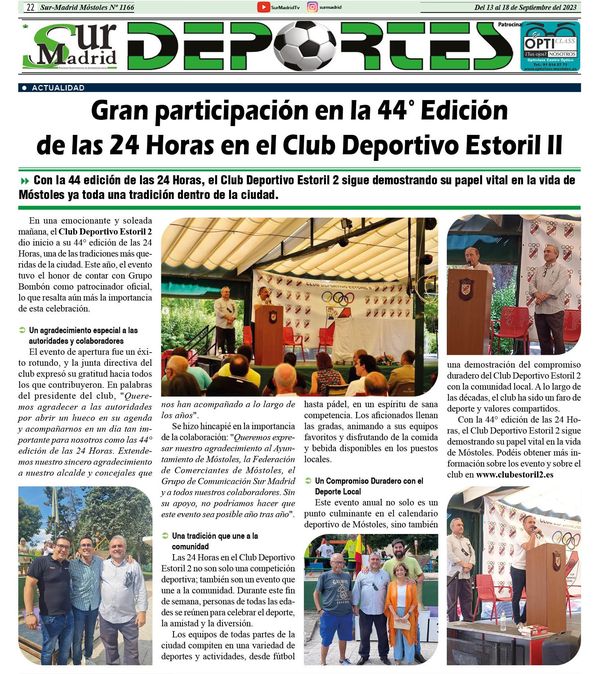 22 Sur-Madrid Móstoles Nº 1166
SurMadridTv
surmadrid
Del 13 al 18 de Septiembre del 2023
Sur
Madrid
DEPORTES
Patrocina
OPTI CLASS
ACTUALIDAD
Gran participación en la 44° Edición
de las 24 Horas en el Club Deportivo Estoril II
Con la 44 edición de las 24 Horas, el Club Deportivo Estoril 2 sigue demostrando su papel vital en la vida de
Móstoles ya toda una tradición dentro de la ciudad.
En una emocionante y soleada
mañana, el Club Deportivo Estoril 2
dio inicio a su 44° edición de las 24
Horas, una de las tradiciones más que-
ridas de la ciudad. Este año, el evento
tuvo el honor de contar con Grupo
Bombón como patrocinador oficial,
lo que resalta aún más la importancia
de esta celebración.
Un agradecimiento especial a las
autoridades y colaboradores
El evento de apertura fue un éxi-
to rotundo, y la junta directiva del
club expresó su gratitud hacia todos
los que contribuyeron. En palabras
del presidente del club, "Quere-
mos agradecer a las autoridades
por abrir un hueco en su agenda
y acompañarnos en un día tan im-
portante para nosotros como las 44°
edición de las 24 Horas. Extende-
mos nuestro sincero agradecimiento
a nuestro alcalde y concejales que
nos han acompañado a lo largo de
los años".
Se hizo hincapié en la importancia
de la colaboración: "Queremos expre-
sar nuestro agradecimiento al Ayun-
tamiento de Móstoles, la Federación
de Comerciantes de Móstoles, el
Grupo de Comunicación Sur Madrid
y a todos nuestros colaboradores. Sin
su apoyo, no podríamos hacer que
este evento sea posible año tras año".
Una tradición que une a la
comunidad
Las 24 Horas en el Club Deportivo
Estoril 2 no son solo una competición
deportiva; también son un evento que
une a la comunidad. Durante este fin
de semana, personas de todas las eda-
des se reúnen para celebrar el deporte,
la amistad y la diversión.
Los equipos de todas partes de la
ciudad compiten en una variedad de
deportes y actividades, desde fútbol
hasta pádel, en un espíritu de sana
competencia. Los aficionados llenan
las gradas, animando a sus equipos
favoritos y disfrutando de la comida
y bebida disponibles en los puestos
locales.
Un Compromiso Duradero con el
Deporte Local
Este evento anual no solo es un
punto culminante en el calendario
deportivo de Móstoles, sino también
una demostración del compromiso
duradero del Club Deportivo Estoril 2
con la comunidad local. A lo largo de
las décadas, el club ha sido un faro de
deporte y valores compartidos.
Con la 44° edición de las 24 Ho-
ras, el Club Deportivo Estoril 2 sigue
demostrando su papel vital en la vida
de Móstoles. Podéis obtener más in-
formación sobre los evento y sobre el
club en www.clubestoril2.es